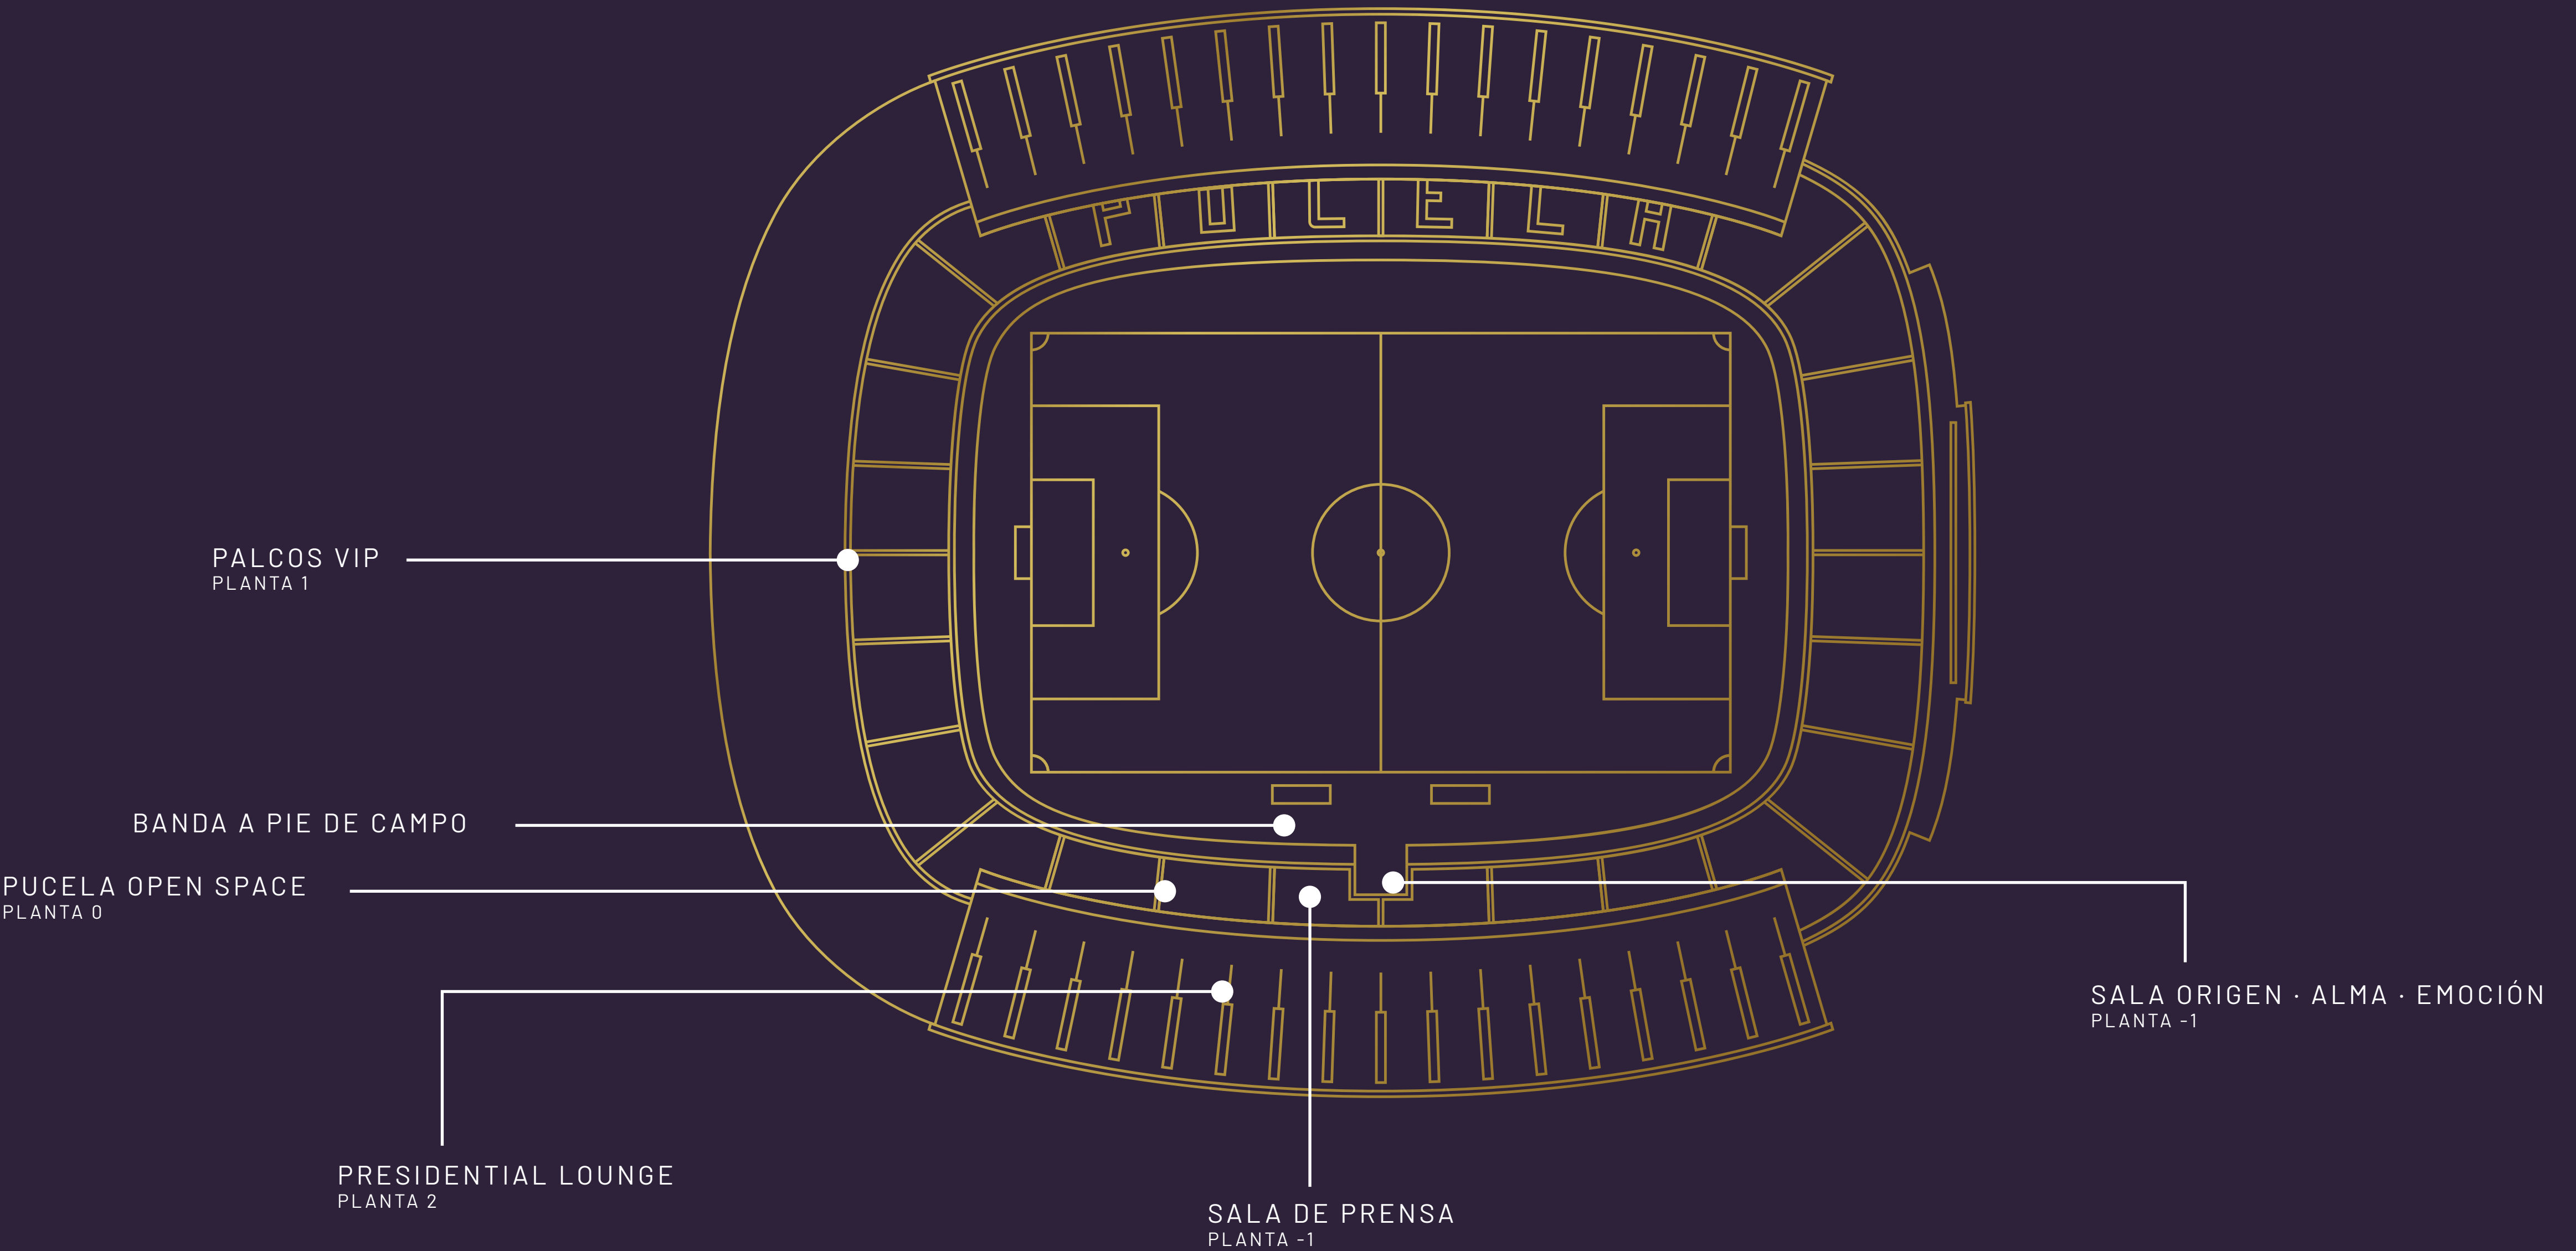 PULELA
PALCOS VIP
PLANTA 1
BANDA A PIE DE CAMPO
PUCELA OPEN SPACE
PLANTA 0
PRESIDENTIAL LOUNGE
PLANTA 2
SALA DE PRENSA
PLANTA -1
SALA ORIGEN · ALMA · EMOCIÓN
PLANTA -1